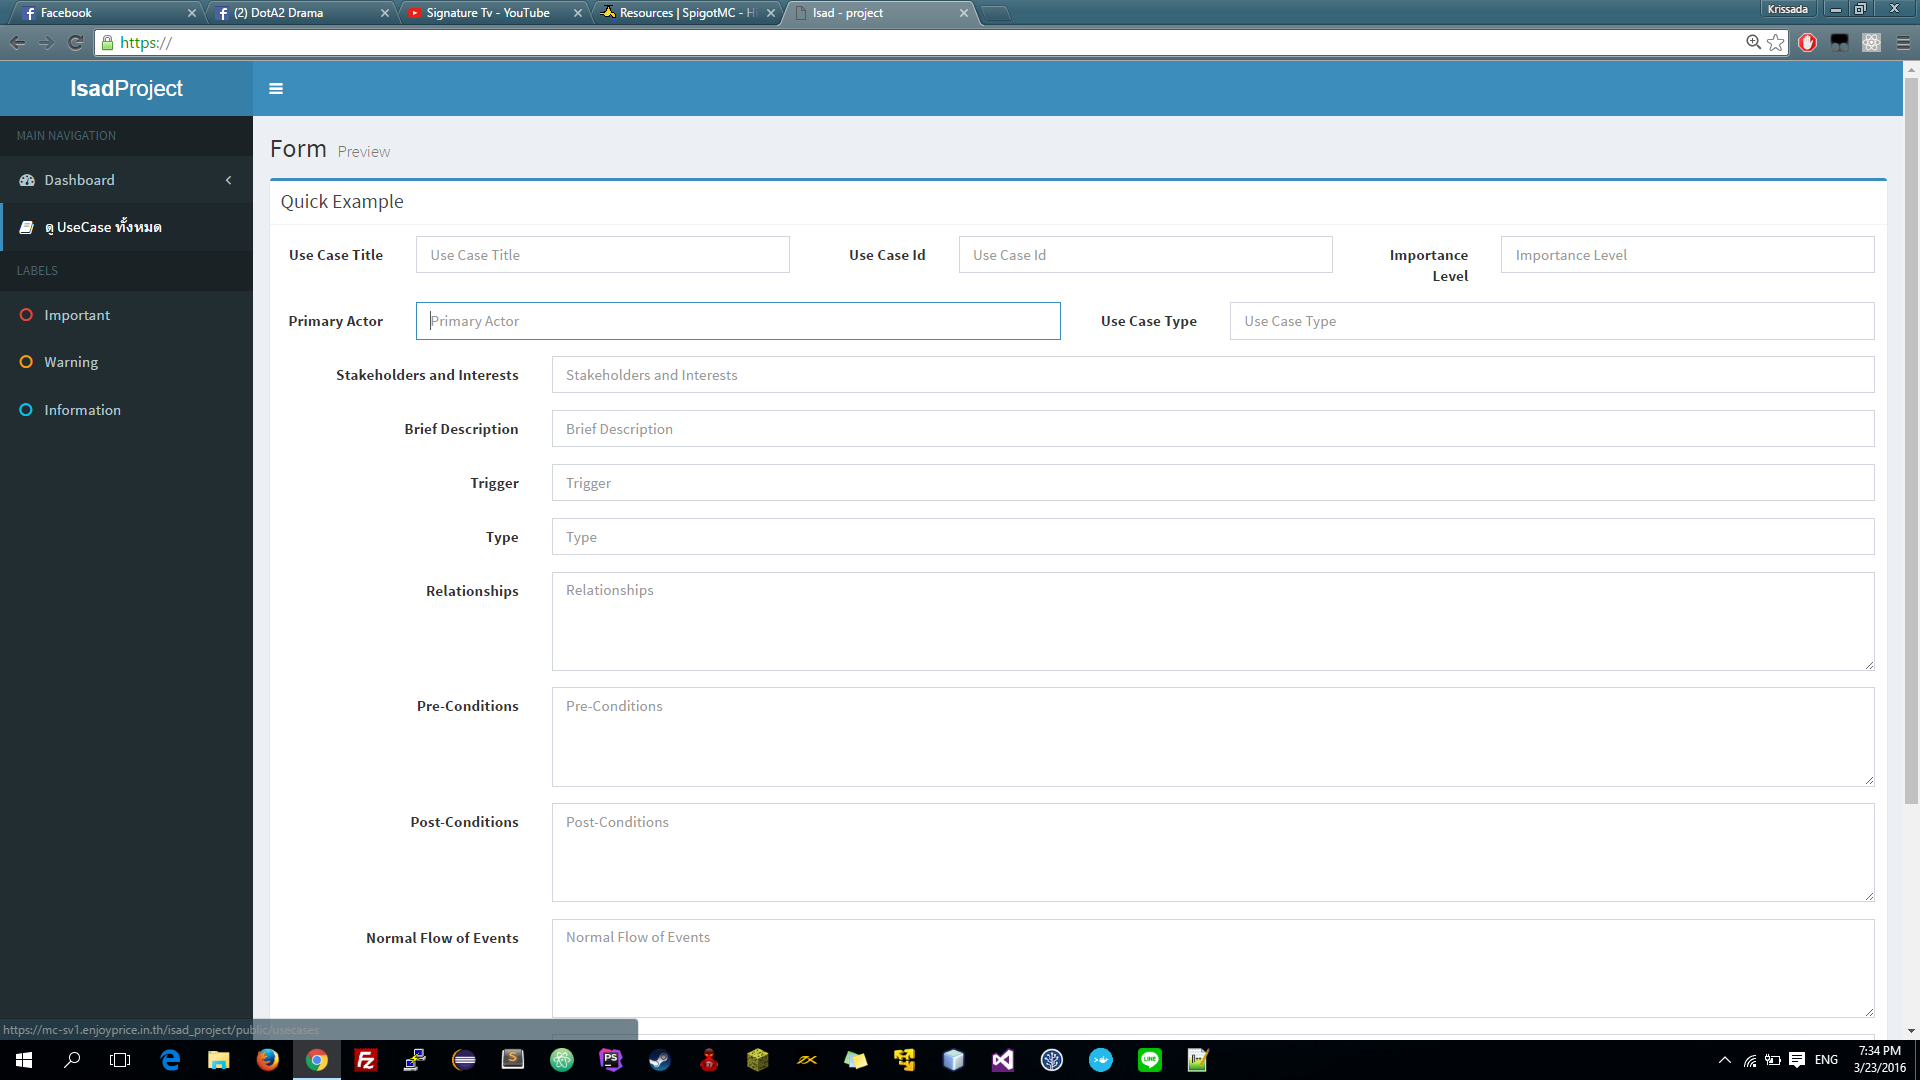 Facebook
(2) DotA2 Drama
Signature Tv - YouTube
Resources | SpigotMC - H
Isad - project
Krissada
https://
IsadProject
MAIN NAVIGATION
Dashboard
ดู UseCase ทั้งหมด
LABELS
Important
Warning
Information
Form Preview
Quick Example
Use Case Title
Use Case Title
Use Case Id
Use Case Id
Importance
Level
Importance Level
Primary Actor
Primary Actor
Use Case Type
Use Case Type
Stakeholders and Interests
Stakeholders and Interests
Brief Description
Brief Description
Trigger
Trigger
Type
Type
Relationships
Relationships
Pre-Conditions
Pre-Conditions
Post-Conditions
Post-Conditions
Normal Flow of Events
Normal Flow of Events
https://mc-sv1.enjoyprice.in.th/isad_project/public/usecases
ENG
7:34 PM
3/23/2016